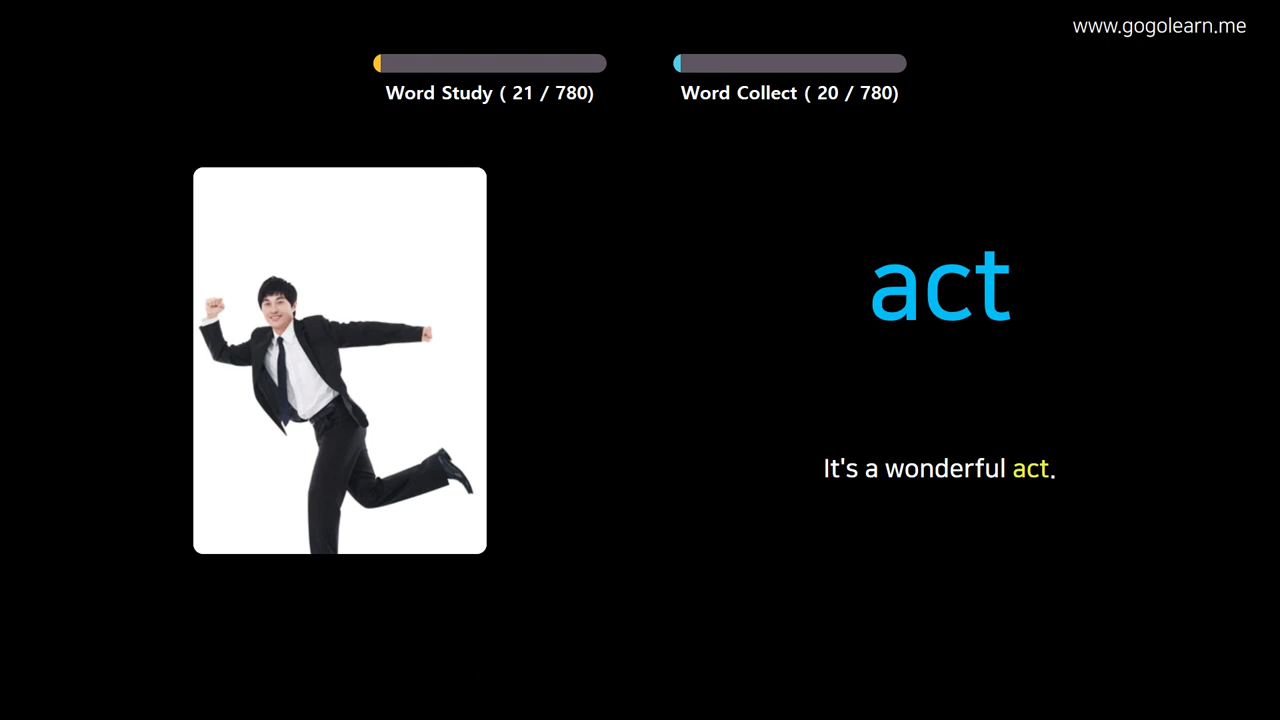 www.gogolearn.me
Word Study ( 21 / 780)
Word Collect ( 20 / 780)
act
It's a wonderful act.